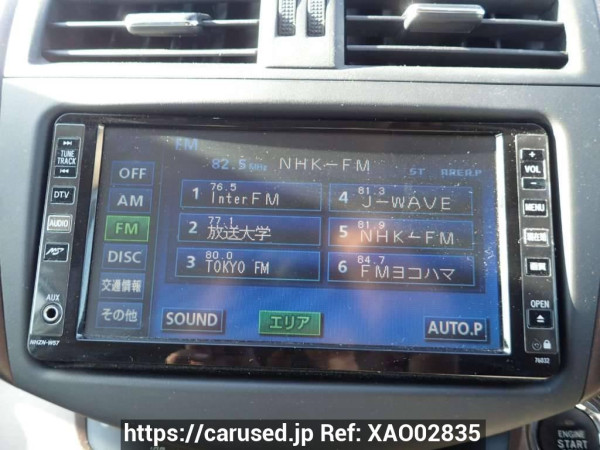 TUNE
TRACK
DTV
AUDIO
AUX
NHZN-W57
FM
82.5 MHz NHK-FM
ST AREA.P
OFF
AM
FM
DISC
交通情報
その他
1 76.5 InterFM
2 77.1 放送大学
3 80.0 TOKYO FM
4 81.3 J-WAVE
5 81.9 NHK-FM
6 84.7 FMヨコハマ
SOUND
エリア
AUTO.P
+
VOL
-
MENU
現在地
OPEN
76032
ENGINE
START
https://carused.jp Ref: XAO02835